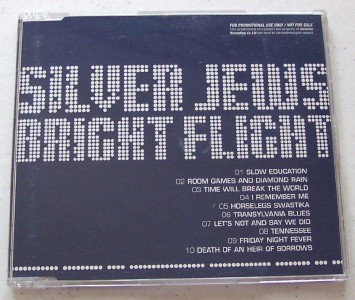 FOR PROMOTIONAL USE ONLY / NOT FOR SALE
SILVER JEWS
BRIGHT FLIGHT
01 SLOW EDUCATION
02 ROOM GAMES AND DIAMOND RAIN
03 TIME WILL BREAK THE WORLD
04 I REMEMBER ME
05 HORSELEGS SWASTIKA
06 TRANSYLVANIA BLUES
07 LET'S NOT AND SAY WE DID
08 TENNESSEE
09 FRIDAY NIGHT FEVER
10 DEATH OF AN HEIR OF SORROWS